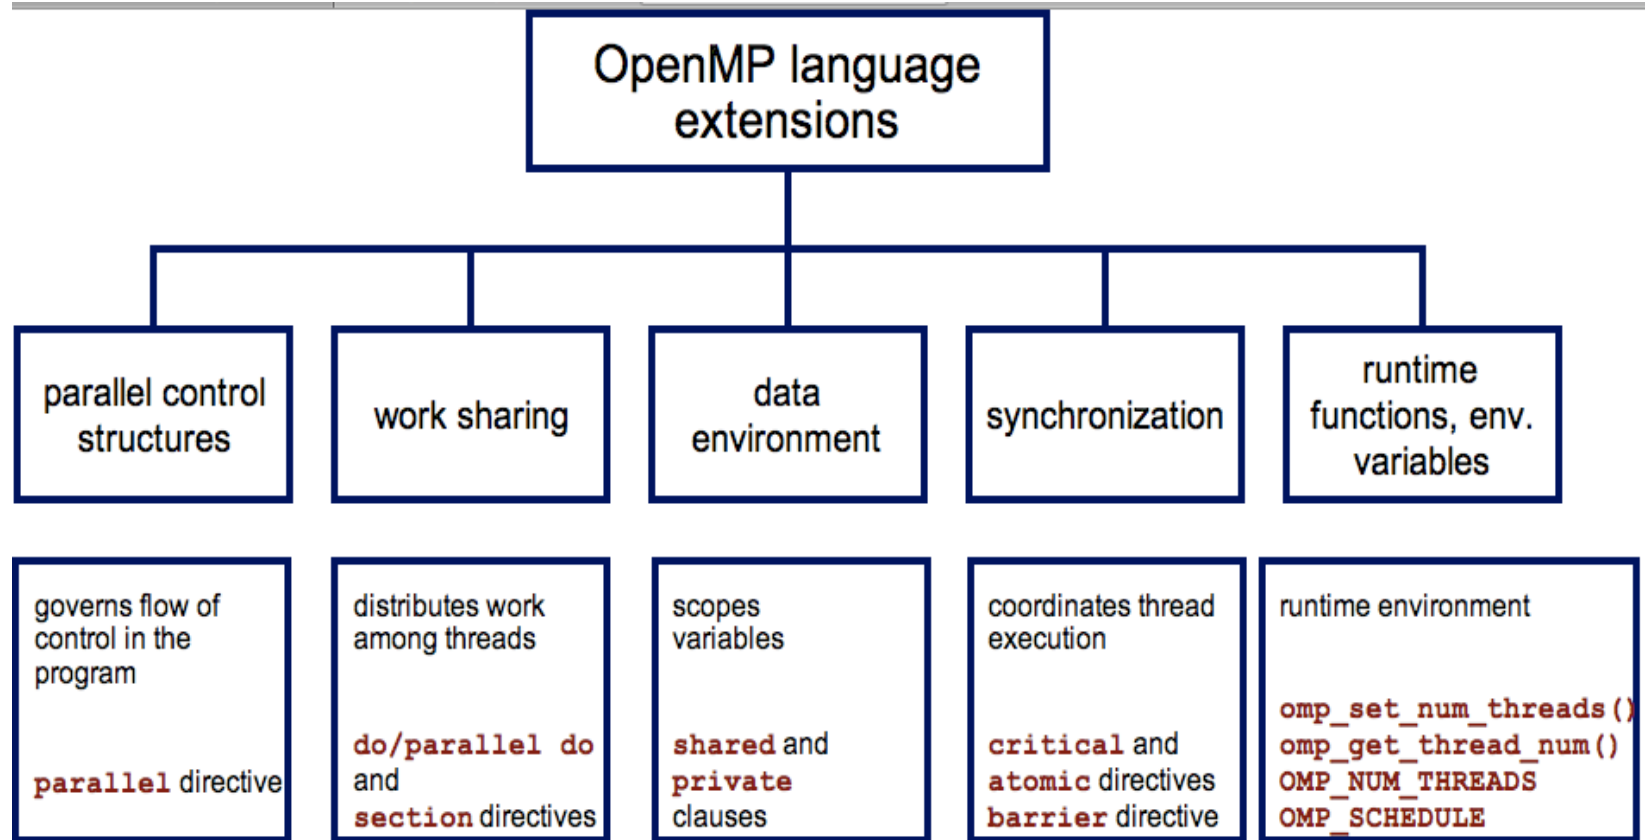 OpenMP language
extensions
parallel control
structures
work sharing
data
environment
synchronization
runtime
functions, env.
variables
governs flow of
control in the
program
parallel directive
distributes work
among threads
do/parallel do
and
section directives
scopes
variables
shared and
private
clauses
coordinates thread
execution
critical and
atomic directives
barrier directive
runtime environment
omp_set_num_threads()
omp_get_thread_num()
OMP_NUM_THREADS
OMP_SCHEDULE